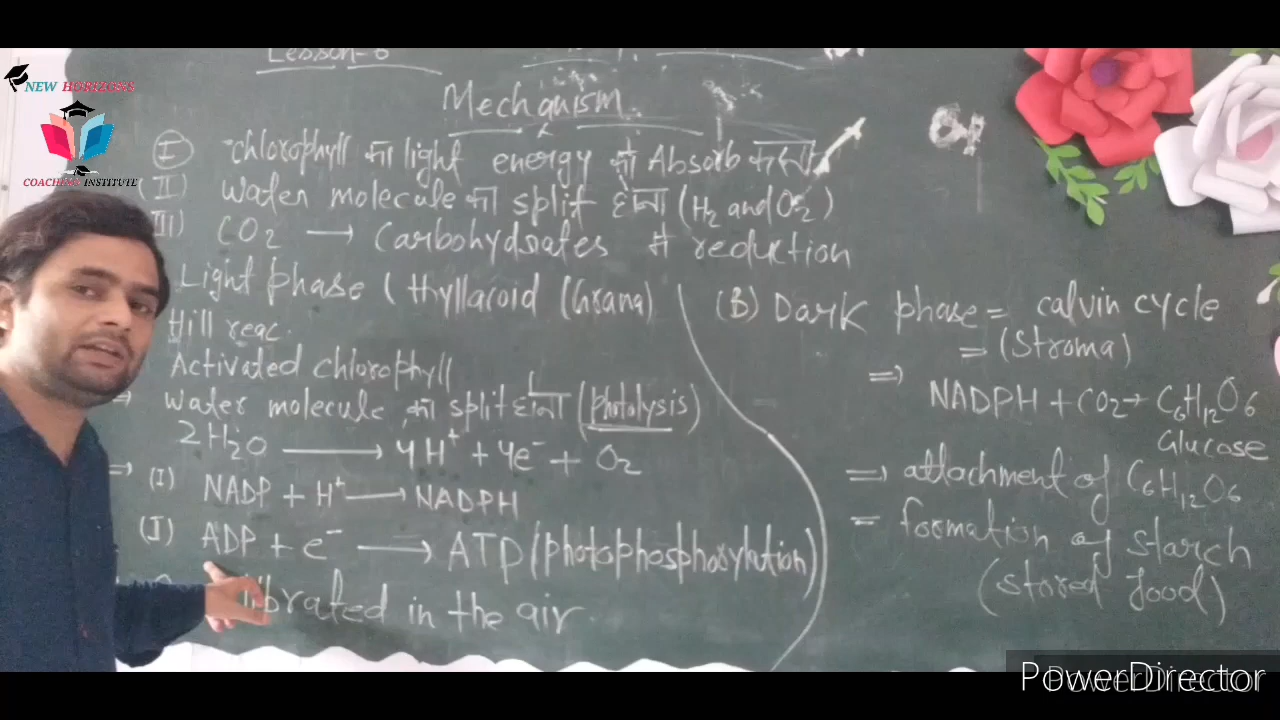 Lesson-6
NEW HORIZONS
COACHING INSTITUTE
Mechanism.
(I) chlorophyll का light energy को Absorb करना
(II) water molecule का split होना (H2 and O2)
III) CO2 → Carbohydrates में reduction
Light phase ( thyllacoid (Grana)
Hill reac.
Activated chlorophyll
⇒ water molecule का split होना (photolysis)
2H2O → 4H+ + 4e- + O2
⇒ (I) NADP + H+ → NADPH
(I) ADP + e- → ATP (photophosphorylation)
librated in the air.
(B) Dark phase = calvin cycle
= (Stroma)
⇒ NADPH + CO2 → C6H12O6
Glucose
⇒ attachment of C6H12O6
= formation of starch
(stored food)
PowerDirector